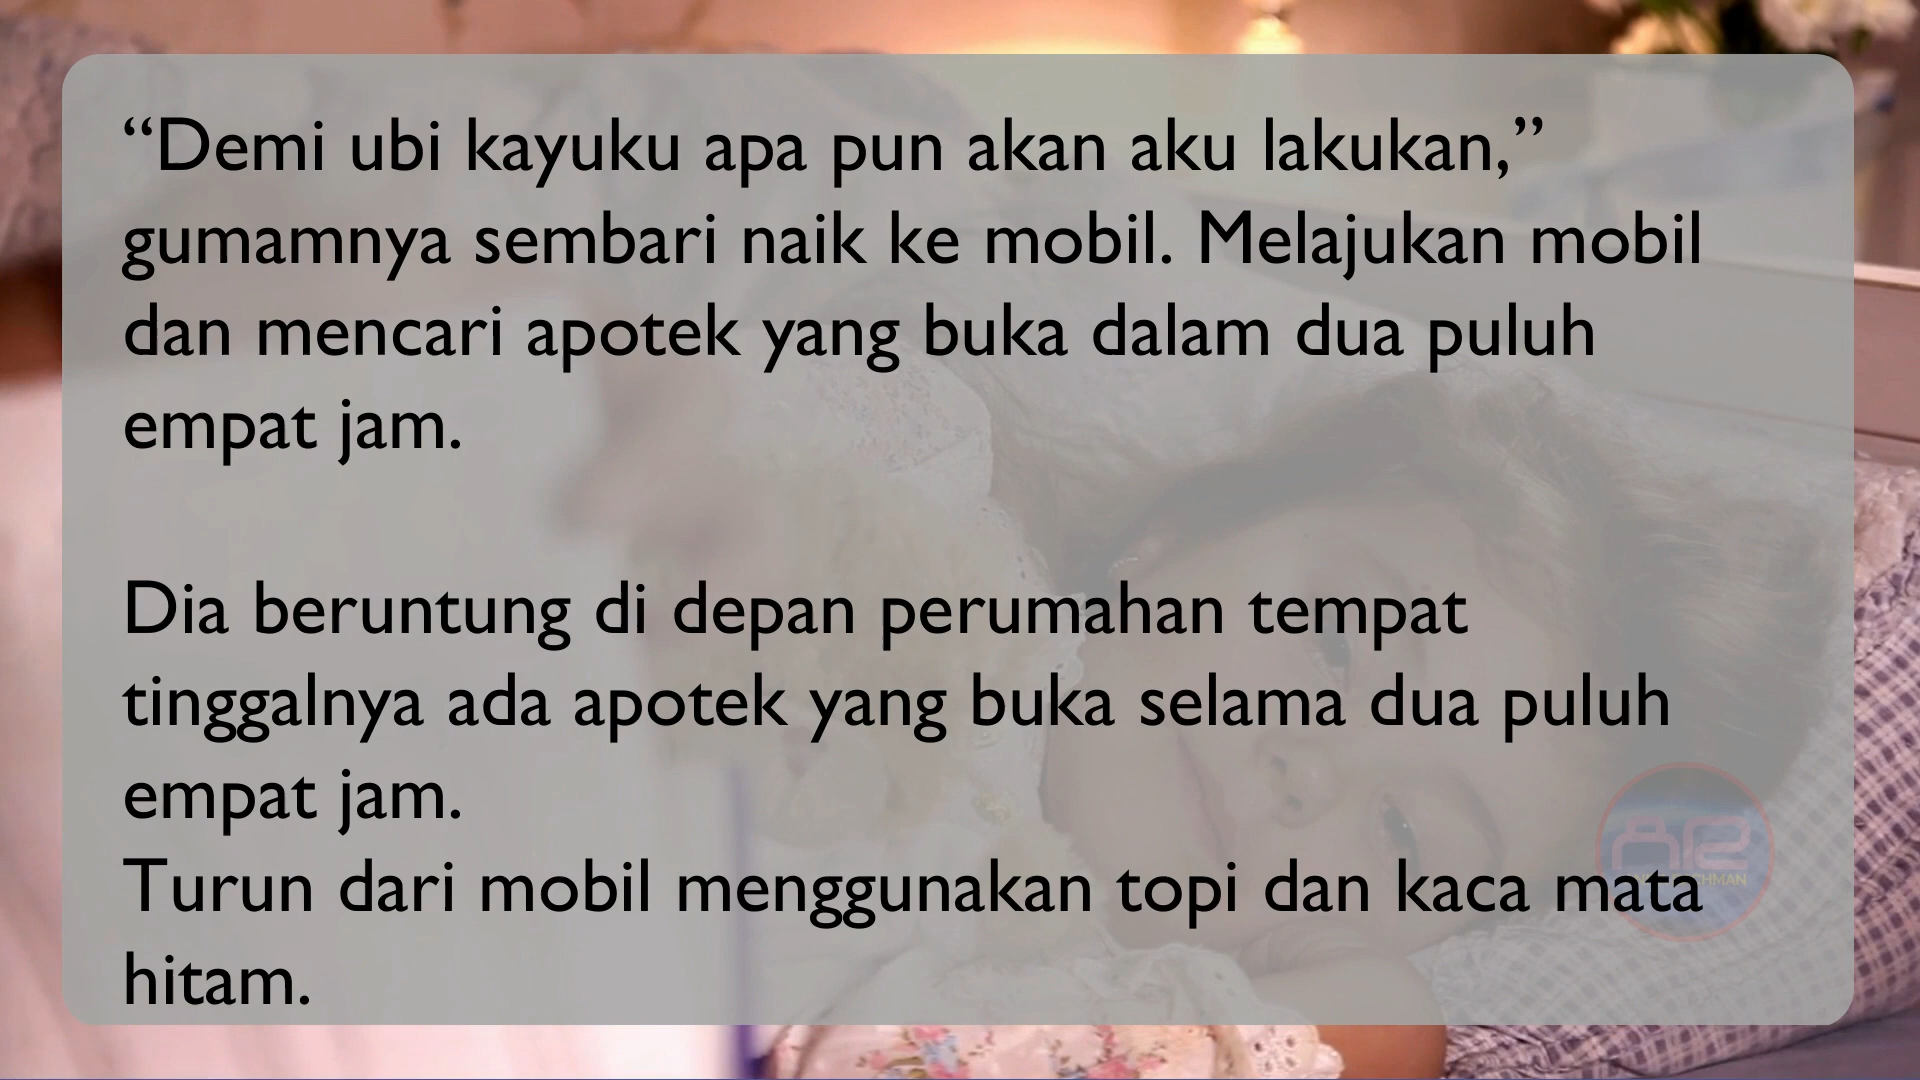 “Demi ubi kayuku apa pun akan aku lakukan,”
gumamnya sembari naik ke mobil. Melajukan mobil
dan mencari apotek yang buka dalam dua puluh
empat jam.
Dia beruntung di depan perumahan tempat
tinggalnya ada apotek yang buka selama dua puluh
empat jam.
Turun dari mobil menggunakan topi dan kaca mata
hitam.